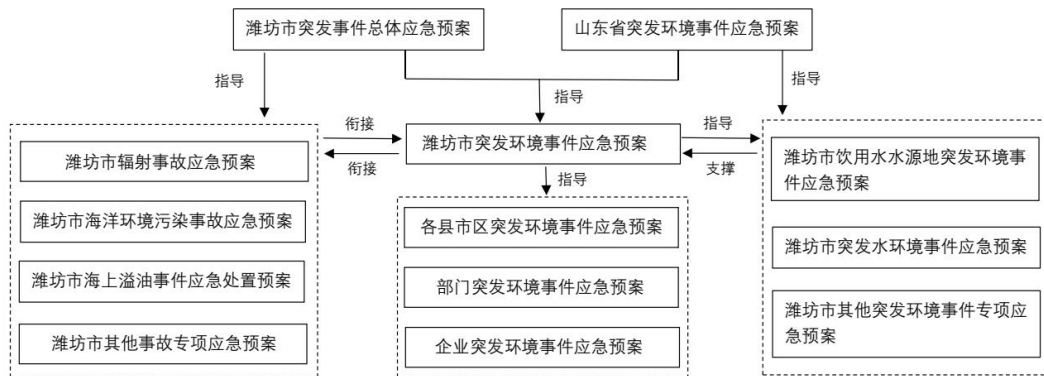 潍坊市突发事件总体应急预案
山东省突发环境事件应急预案
指导
指导
指导
衔接
衔接
潍坊市突发环境事件应急预案
指导
支撑
指导
潍坊市辐射事故应急预案
潍坊市海洋环境污染事故应急预案
潍坊市海上溢油事件应急处置预案
潍坊市其他事故专项应急预案
各县市区突发环境事件应急预案
部门突发环境事件应急预案
企业突发环境事件应急预案
潍坊市饮用水水源地突发环境事
件应急预案
潍坊市突发水环境事件应急预案
潍坊市其他突发环境事件专项应
急预案